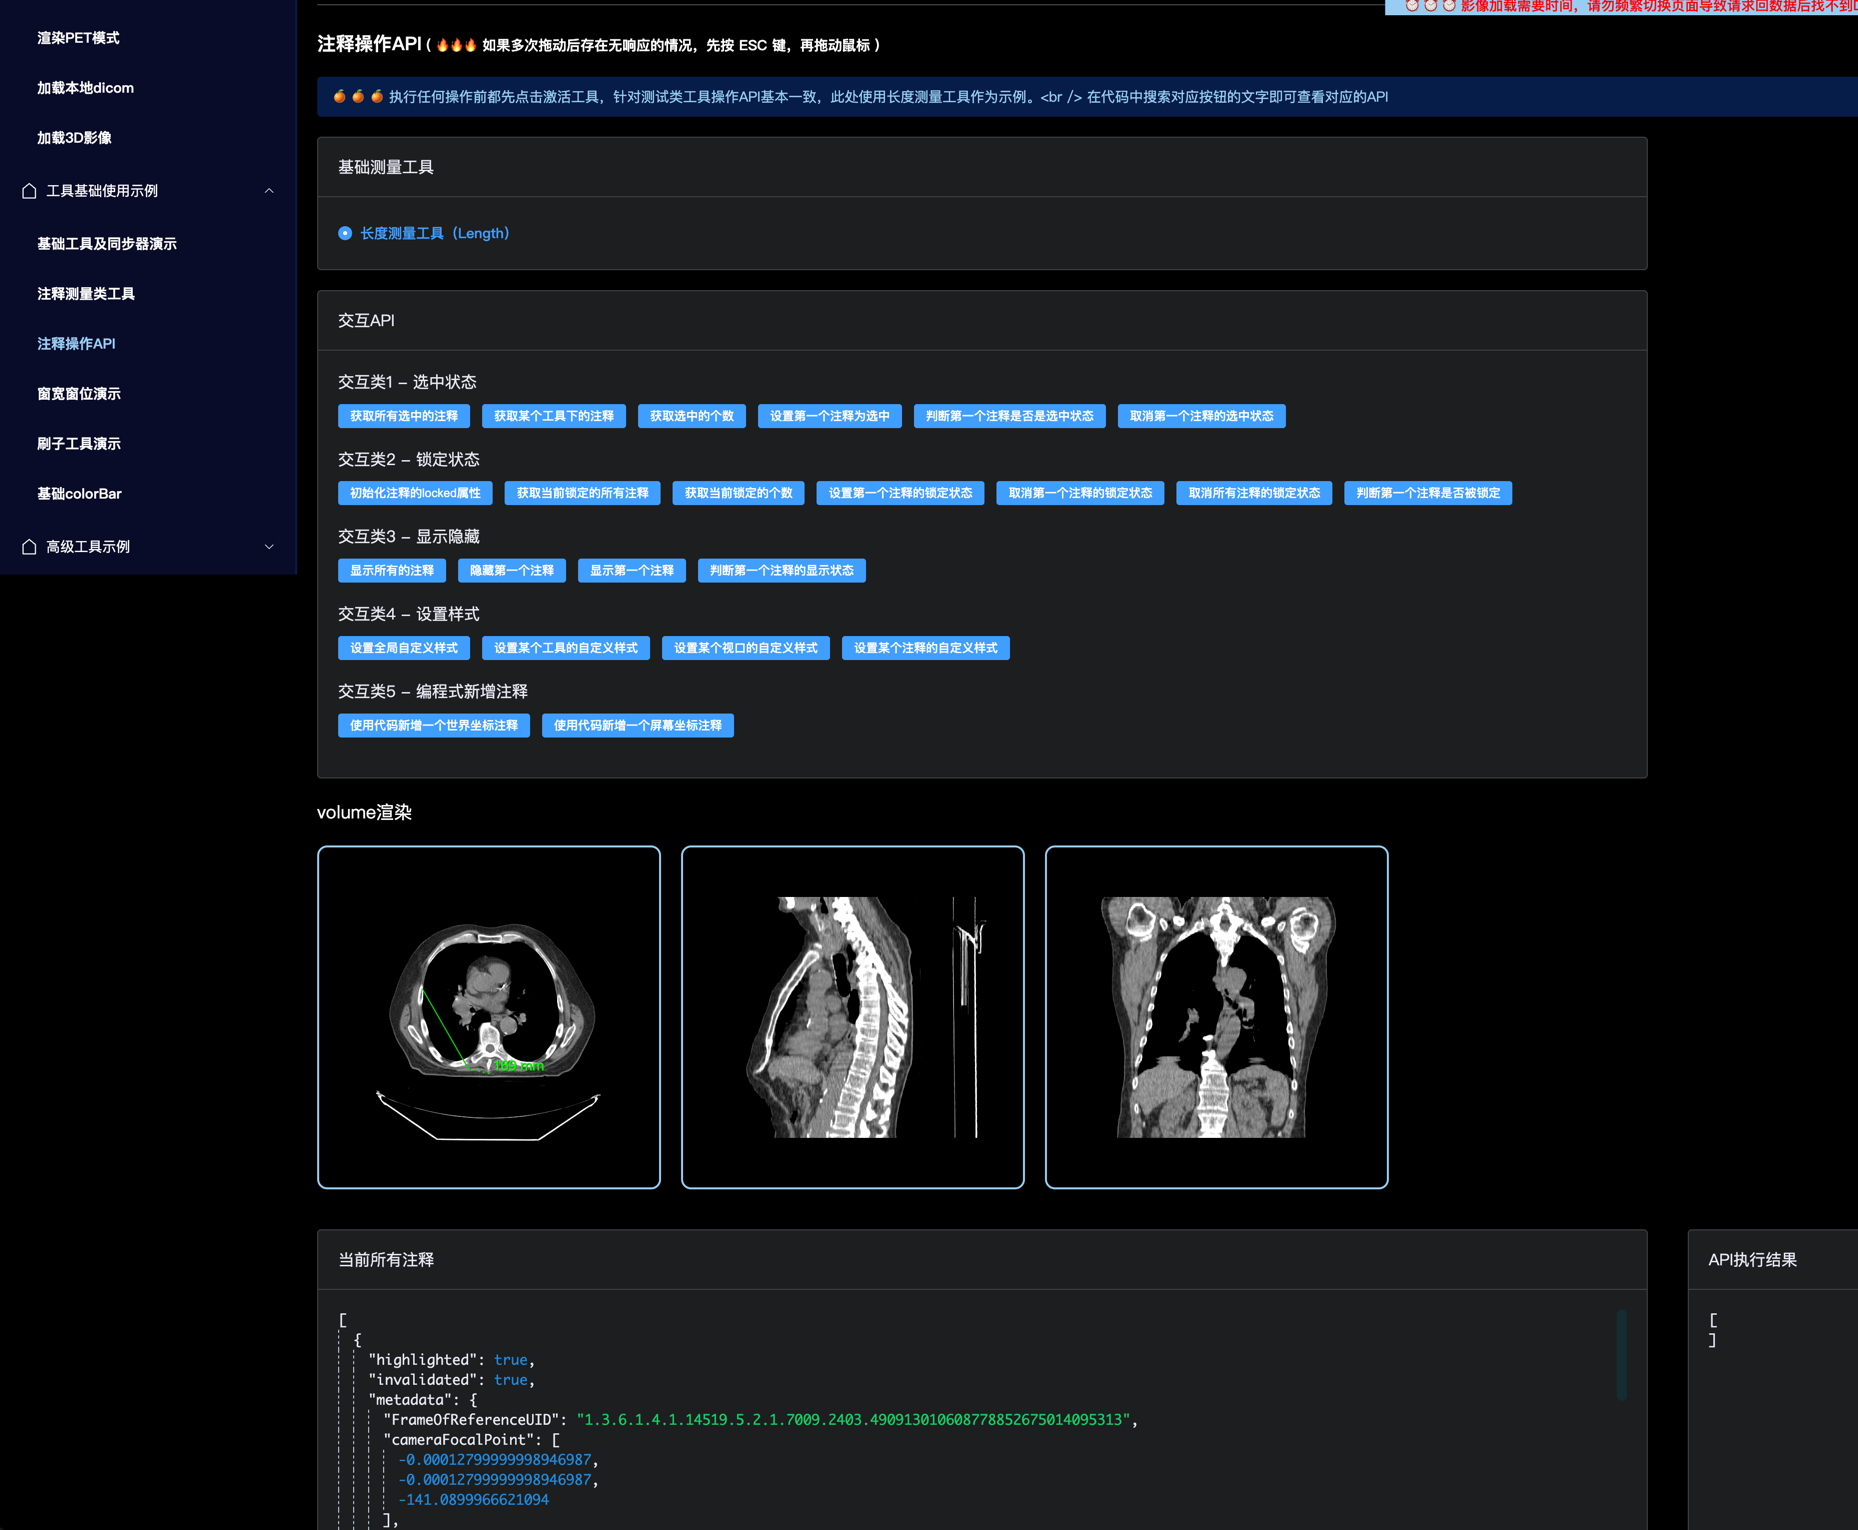 渲染PET模式
加载本地dicom
加载3D影像
工具基础使用示例
基础工具及同步器演示
注释测量类工具
注释操作API
窗宽窗位演示
刷子工具演示
基础colorBar
高级工具示例
影像加载需要时间，请勿频繁切换页面导致请求回数据后找不到
注释操作API ( 🔥🔥🔥 如果多次拖动后存在无响应的情况，先按 ESC 键，再拖动鼠标 )
🍊 🍊 🍊 执行任何操作前都先点击激活工具，针对测试类工具操作API基本一致，此处使用长度测量工具作为示例。<br /> 在代码中搜索对应按钮的文字即可查看对应的API
基础测量工具
长度测量工具（Length）
交互API
交互类1 - 选中状态
获取所有选中的注释 获取某个工具下的注释 获取选中的个数 设置第一个注释为选中 判断第一个注释是否是选中状态 取消第一个注释的选中状态
交互类2 - 锁定状态
初始化注释的locked属性 获取当前锁定的所有注释 获取当前锁定的个数 设置第一个注释的锁定状态 取消第一个注释的锁定状态 取消所有注释的锁定状态 判断第一个注释是否被锁定
交互类3 - 显示隐藏
显示所有的注释 隐藏第一个注释 显示第一个注释 判断第一个注释的显示状态
交互类4 - 设置样式
设置全局自定义样式 设置某个工具的自定义样式 设置某个视口的自定义样式 设置某个注释的自定义样式
交互类5 - 编程式新增注释
使用代码新增一个世界坐标注释 使用代码新增一个屏幕坐标注释
volume渲染
169 mm
当前所有注释
[
{
"highlighted": true,
"invalidated": true,
"metadata": {
"FrameOfReferenceUID": "1.3.6.1.4.1.14519.5.2.1.7009.2403.490913010608778852675014095313",
"cameraFocalPoint": [
-0.00012799999998946987,
-0.00012799999998946987,
-141.0899966621094
],
API执行结果
[
]